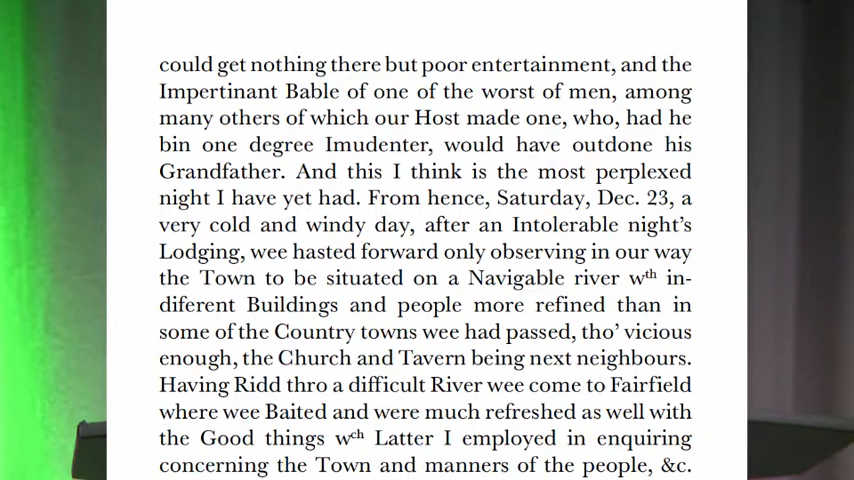 could get nothing there but poor entertainment, and the
Impertinant Bable of one of the worst of men, among
many others of which our Host made one, who, had he
bin one degree Imudenter, would have outdone his
Grandfather. And this I think is the most perplexed
night I have yet had. From hence, Saturday, Dec. 23, a
very cold and windy day, after an Intolerable night's
Lodging, wee hasted forward only observing in our way
the Town to be situated on a Navigable river wᵗʰ in-
diferent Buildings and people more refined than in
some of the Country towns wee had passed, tho' vicious
enough, the Church and Tavern being next neighbours.
Having Ridd thro a difficult River wee come to Fairfield
where wee Baited and were much refreshed as well with
the Good things wᶜʰ Latter I employed in enquiring
concerning the Town and manners of the people, &c.